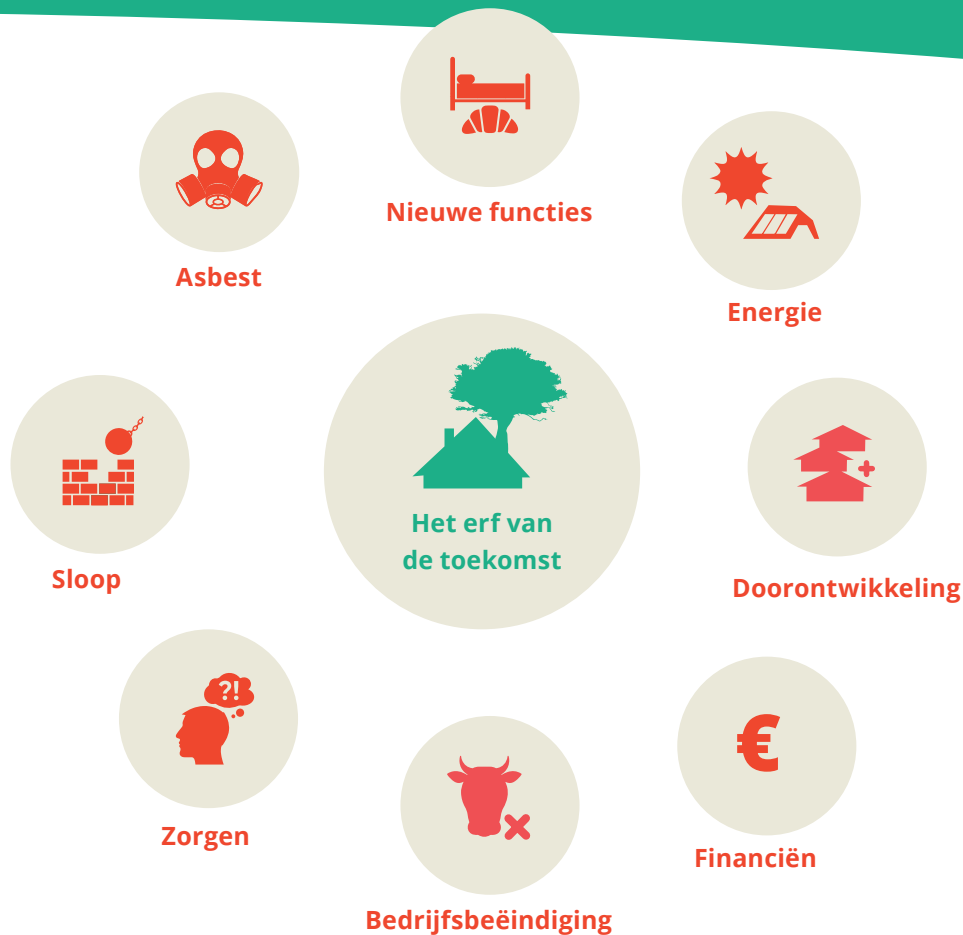 Nieuwe functies
Asbest
Energie
Het erf van
de toekomst
Sloop
Doorontwikkeling
?!
Zorgen
€
Financiën
Bedrijfsbeëindiging